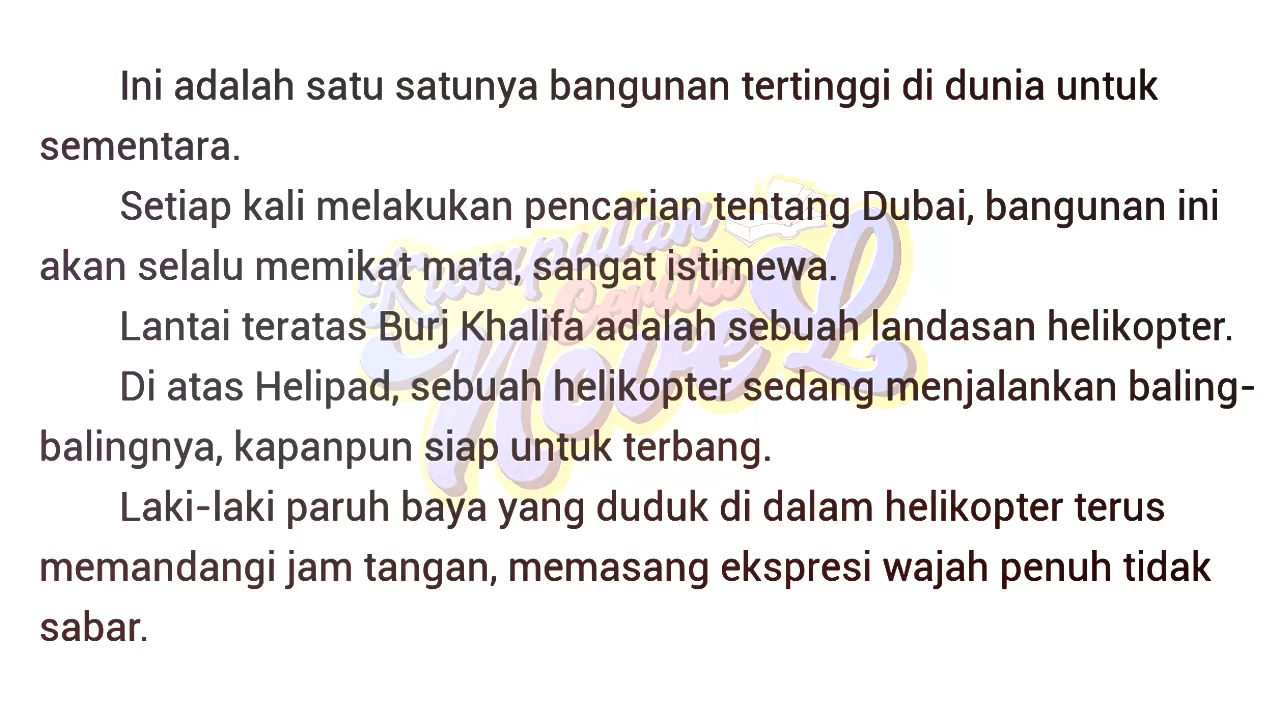 Ini adalah satu satunya bangunan tertinggi di dunia untuk
sementara.
Setiap kali melakukan pencarian tentang Dubai, bangunan ini
akan selalu memikat mata, sangat istimewa.
Lantai teratas Burj Khalifa adalah sebuah landasan helikopter.
Di atas Helipad, sebuah helikopter sedang menjalankan baling-
balingnya, kapanpun siap untuk terbang.
Laki-laki paruh baya yang duduk di dalam helikopter terus
memandangi jam tangan, memasang ekspresi wajah penuh tidak
sabar.
Kumpulan
Cerita
NoveL